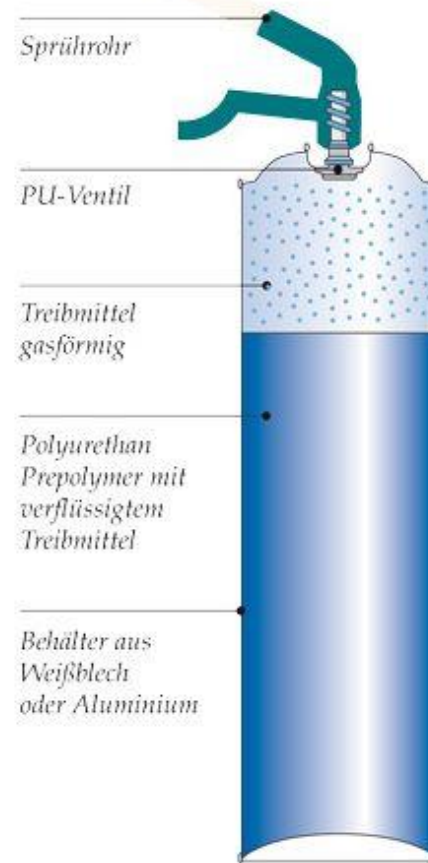 Sprührohr
PU-Ventil
Treibmittel
gasförmig
Polyurethan
Prepolymer mit
verflüssigtem
Treibmittel
Behälter aus
Weißblech
oder Aluminium